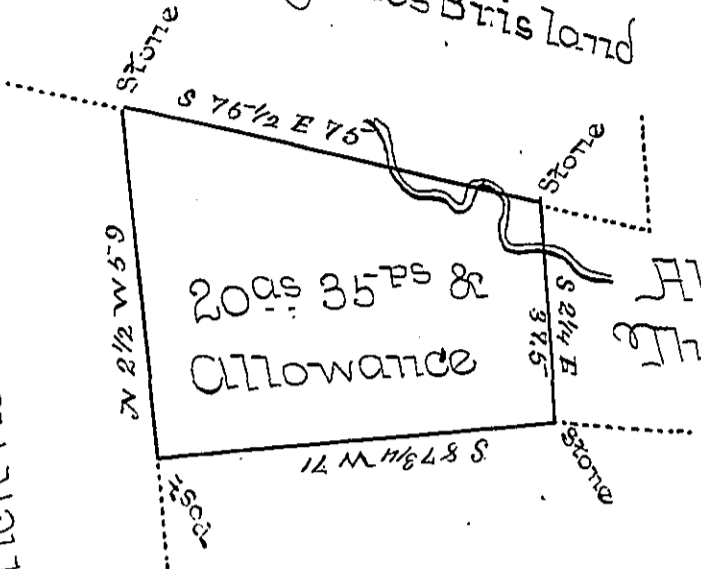 Bris land
Stone
S 76 1/2 E 75
Stone
N 2 1/2 W 59
20as 35ps &
Allowance
S 2 1/4 E
37.5
S 87 3/4 W 71
Post
Stone